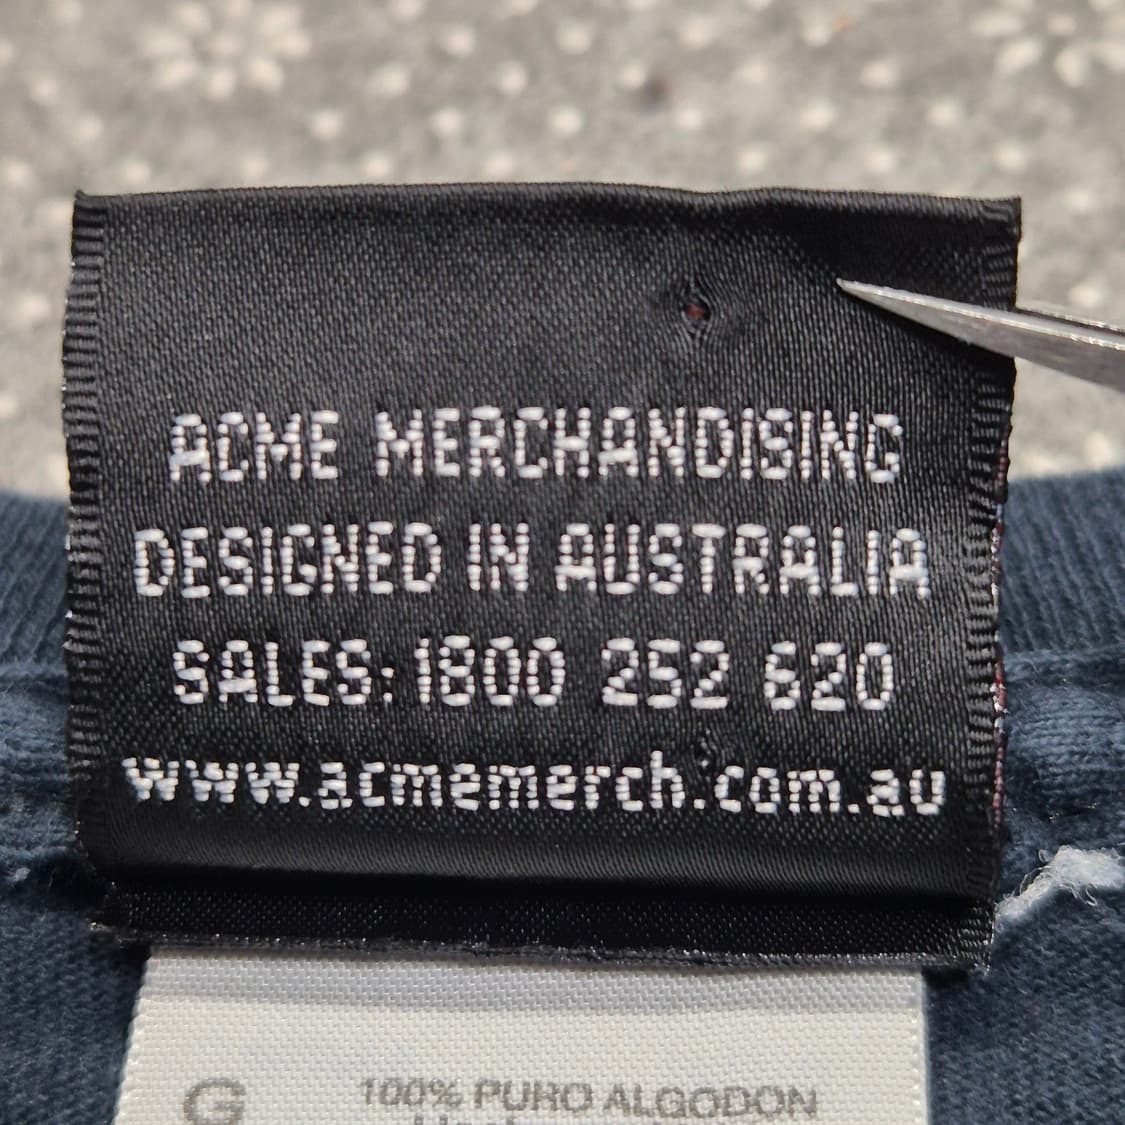 ACME MERCHANDISING
DESIGNED IN AUSTRALIA
SALES: 1800 252 620
www.acmemerch.com.au
G
100% PURO ALGODON